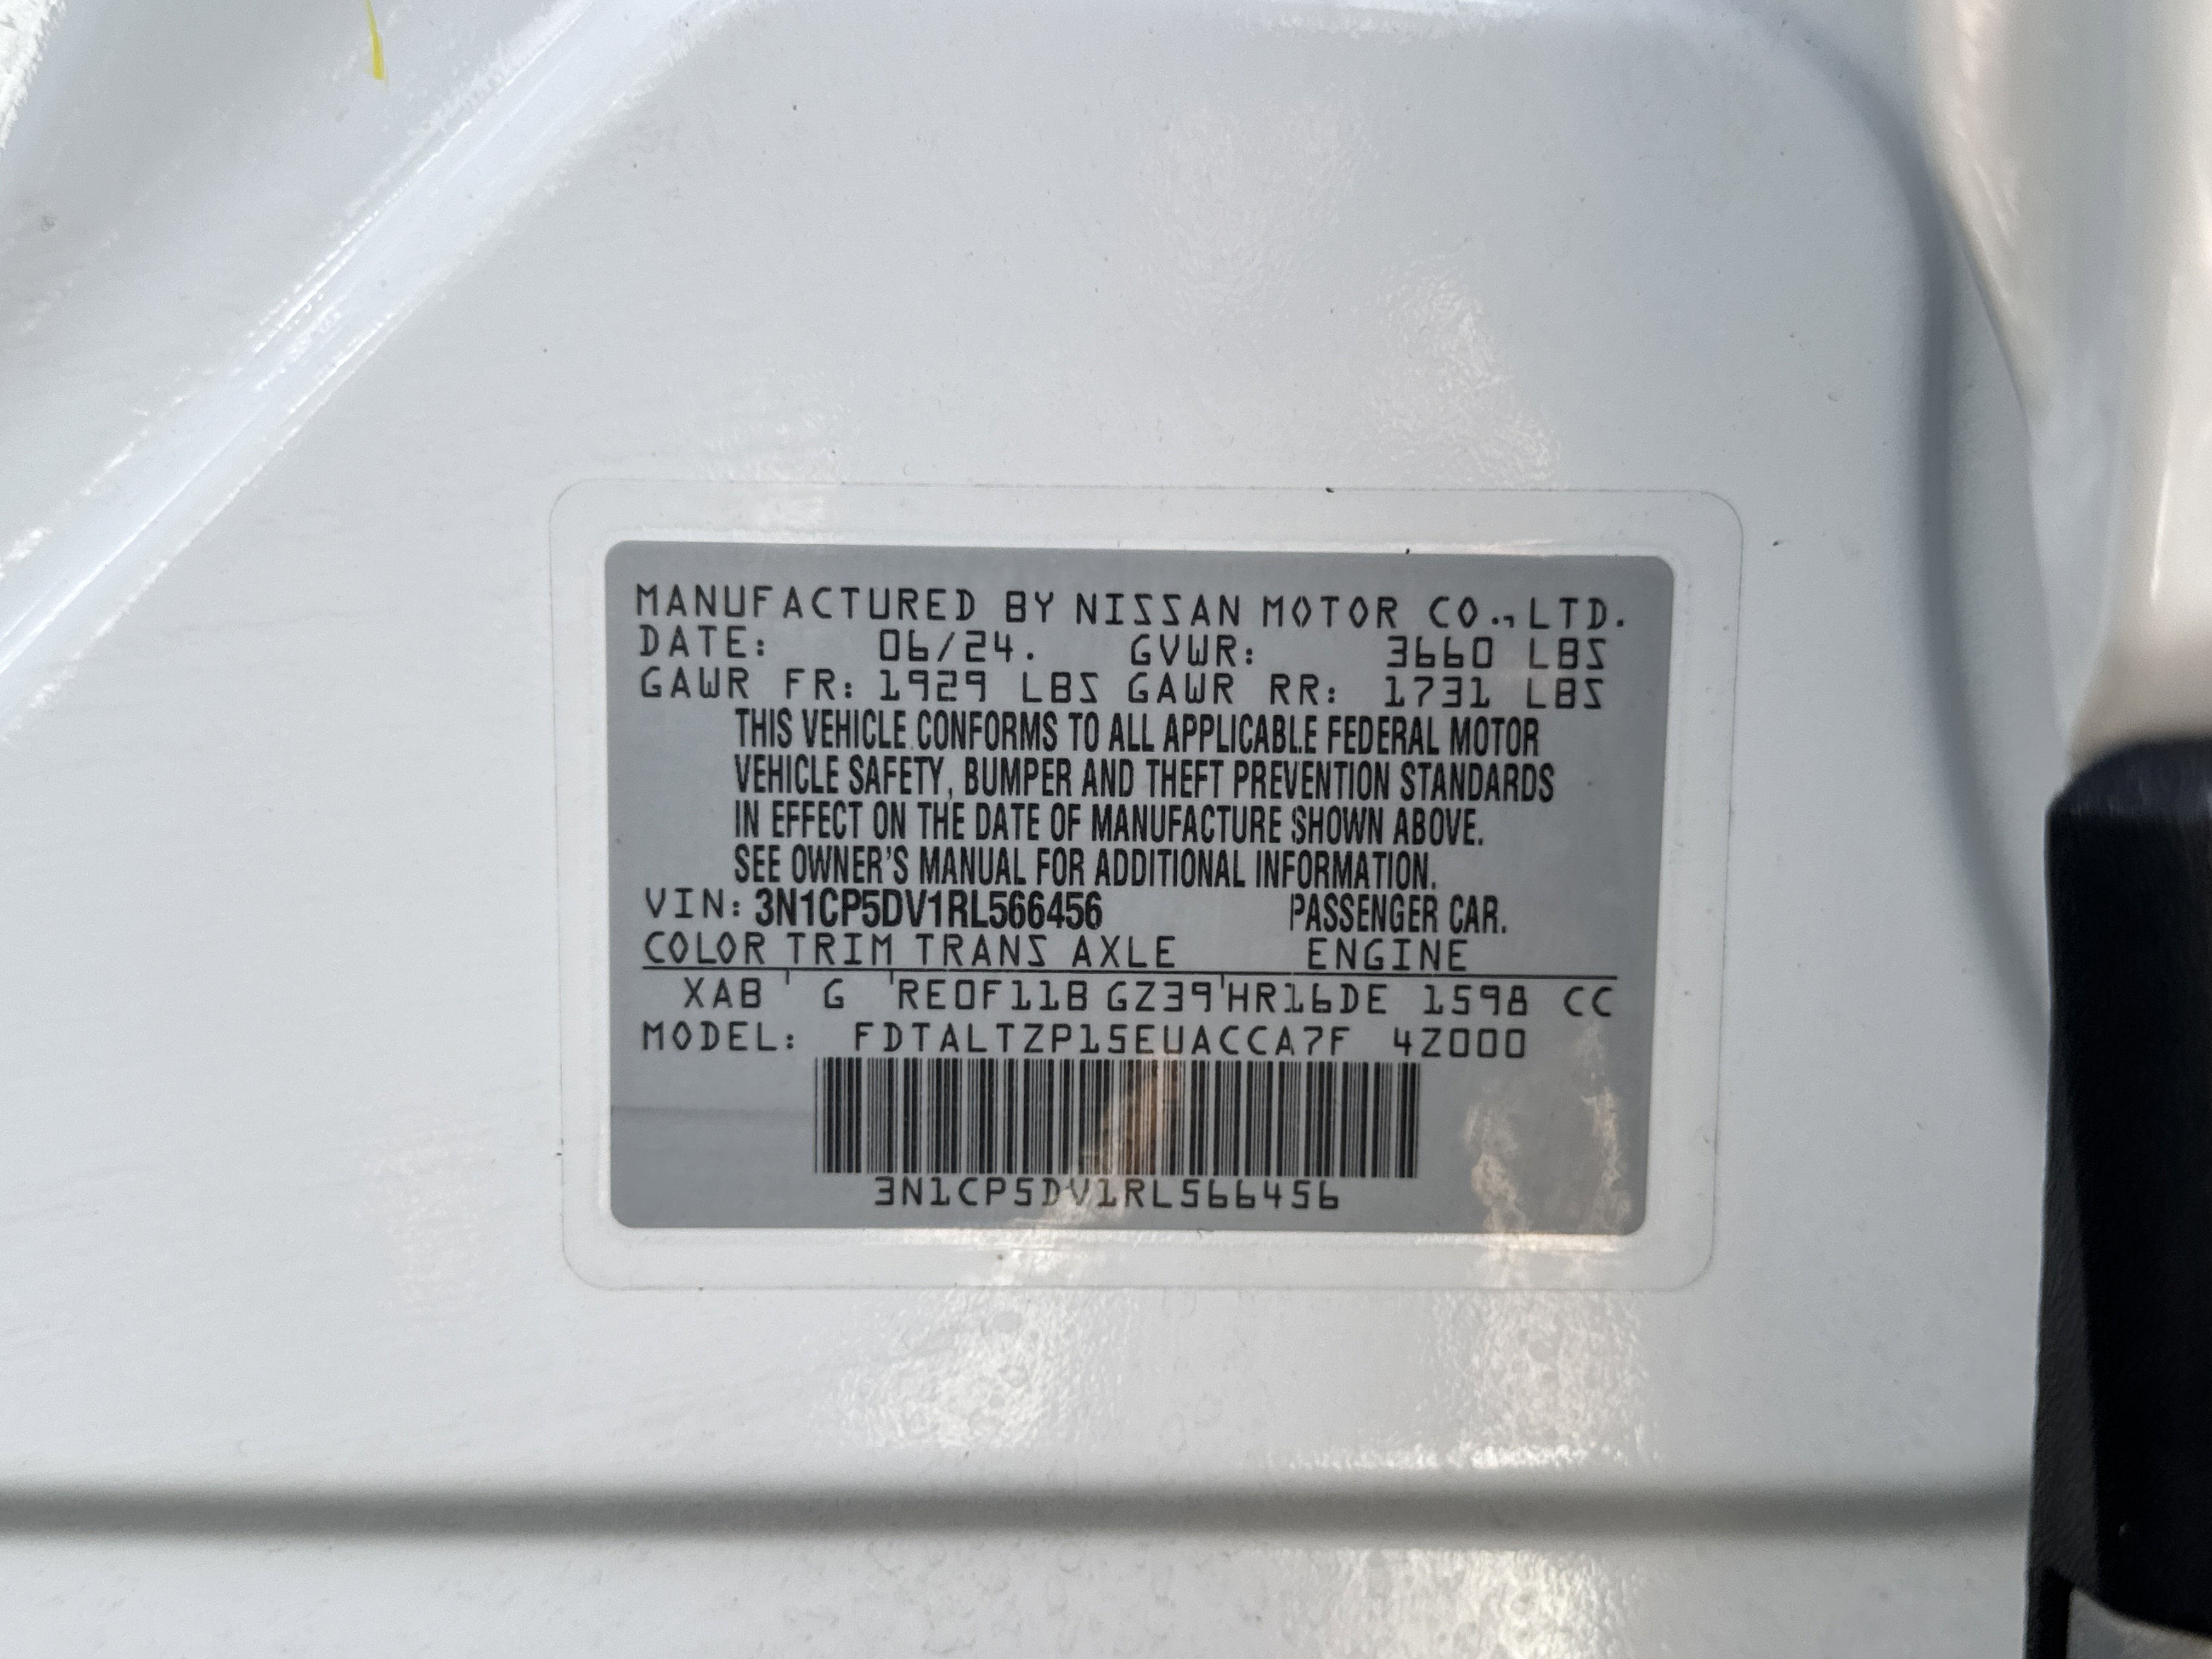 MANUFACTURED BY NISSAN MOTOR CO., LTD.
DATE: 06/24. GVWR: 3660 LBS
GAWR FR: 1929 LBS GAWR RR: 1731 LBS
THIS VEHICLE CONFORMS TO ALL APPLICABLE FEDERAL MOTOR
VEHICLE SAFETY, BUMPER AND THEFT PREVENTION STANDARDS
IN EFFECT ON THE DATE OF MANUFACTURE SHOWN ABOVE.
SEE OWNER'S MANUAL FOR ADDITIONAL INFORMATION.
VIN: 3N1CP5DV1RL566456 PASSENGER CAR.
COLOR TRIM TRANS AXLE ENGINE
XAB G RE0F11B GZ39 HR16DE 1598 CC
MODEL: FDTALTZP15EUACCA7F 4Z000
3N1CP5DV1RL566456